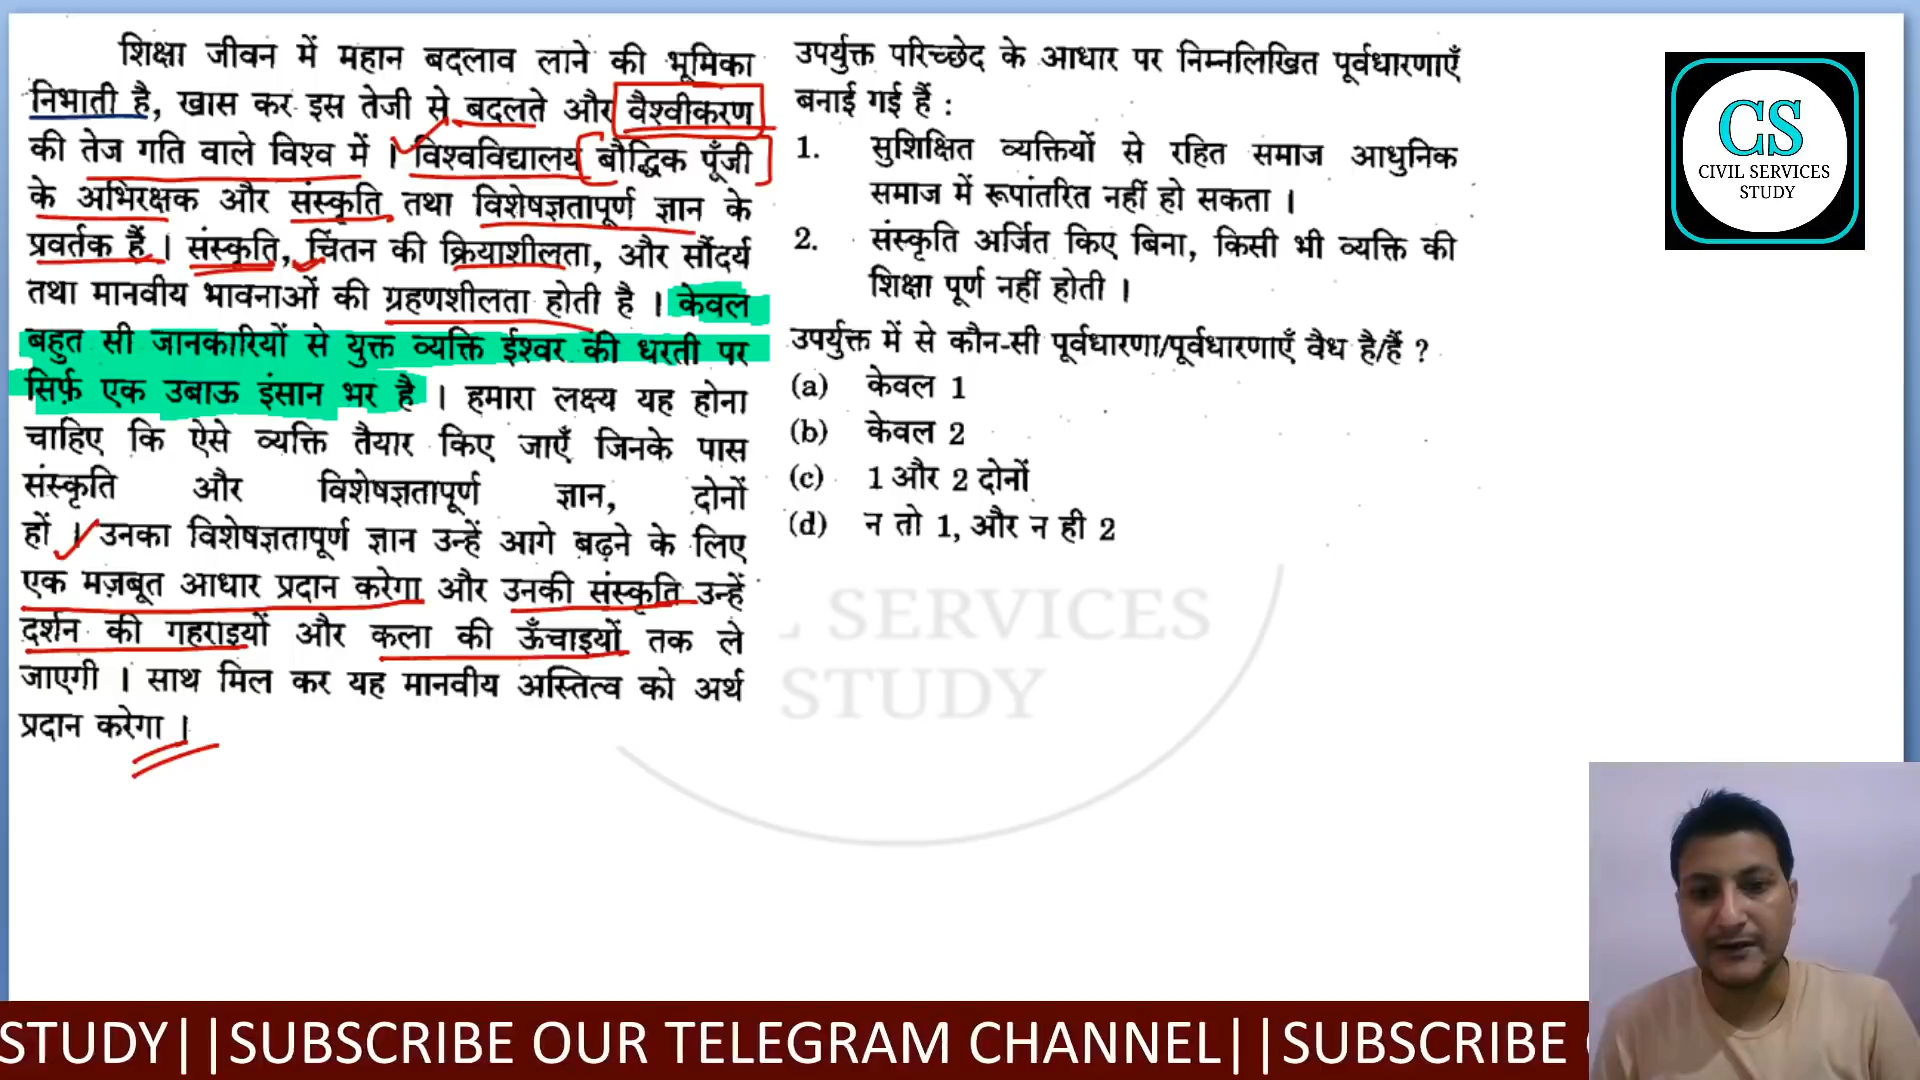 शिक्षा जीवन में महान बदलाव लाने की भूमिका
निभाती है, खास कर इस तेजी से बदलते और वैश्वीकरण
की तेज गति वाले विश्व में । विश्वविद्यालय बौद्धिक पूँजी
के अभिरक्षक और संस्कृति तथा विशेषज्ञतापूर्ण ज्ञान के
प्रवर्तक हैं । संस्कृति, चिंतन की क्रियाशीलता, और सौंदर्य
तथा मानवीय भावनाओं की ग्रहणशीलता होती है । केवल
बहुत सी जानकारियों से युक्त व्यक्ति ईश्वर की धरती पर
सिर्फ़ एक उबाऊ इंसान भर है । हमारा लक्ष्य यह होना
चाहिए कि ऐसे व्यक्ति तैयार किए जाएँ जिनके पास
संस्कृति और विशेषज्ञतापूर्ण ज्ञान, दोनों
हों । उनका विशेषज्ञतापूर्ण ज्ञान उन्हें आगे बढ़ने के लिए
एक मज़बूत आधार प्रदान करेगा और उनकी संस्कृति उन्हें
दर्शन की गहराइयों और कला की ऊँचाइयों तक ले
जाएगी । साथ मिल कर यह मानवीय अस्तित्व को अर्थ
प्रदान करेगा ।
उपर्युक्त परिच्छेद के आधार पर निम्नलिखित पूर्वधारणाएँ
बनाई गई हैं :
1. सुशिक्षित व्यक्तियों से रहित समाज आधुनिक
समाज में रूपांतरित नहीं हो सकता ।
2. संस्कृति अर्जित किए बिना, किसी भी व्यक्ति की
शिक्षा पूर्ण नहीं होती ।
उपर्युक्त में से कौन-सी पूर्वधारणा/पूर्वधारणाएँ वैध है/हैं ?
(a) केवल 1
(b) केवल 2
(c) 1 और 2 दोनों
(d) न तो 1, और न ही 2
CS
CIVIL SERVICES
STUDY
L SERVICES
STUDY
STUDY||SUBSCRIBE OUR TELEGRAM CHANNEL||SUBSCRIBE